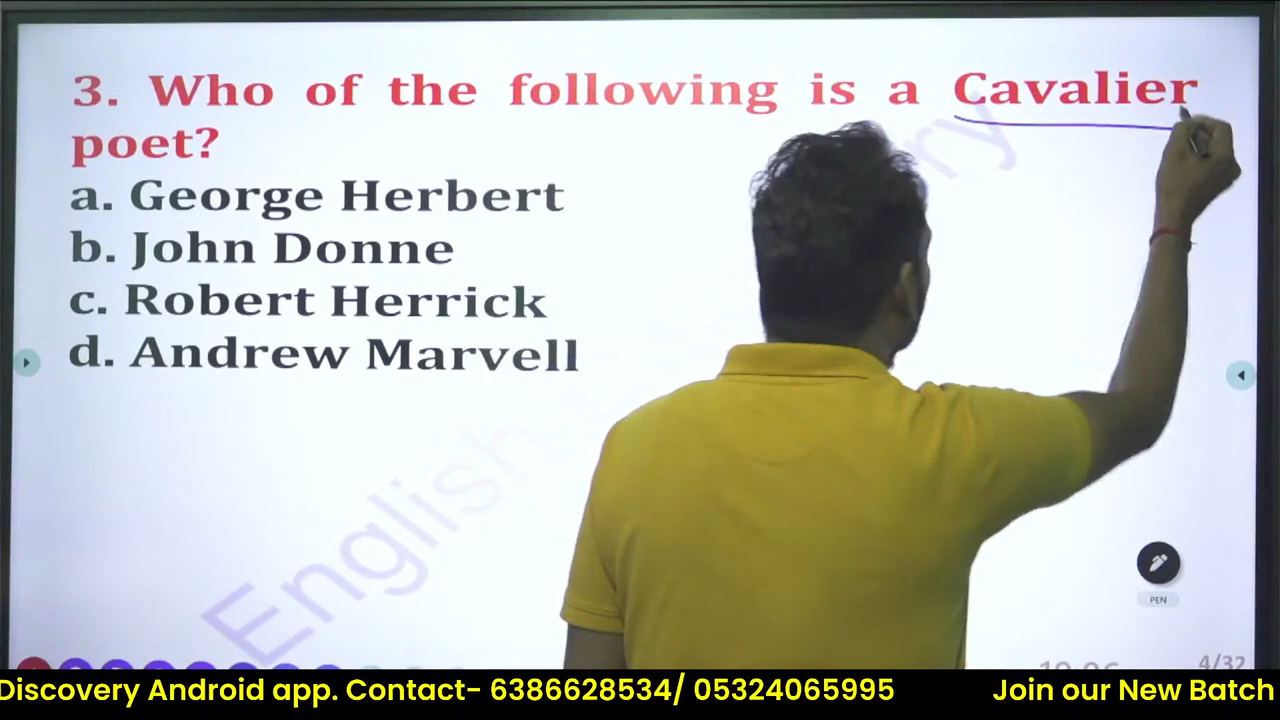 3. Who of the following is a Cavalier
poet?
a. George Herbert
b. John Donne
c. Robert Herrick
d. Andrew Marvell
English
PEN
4/32
Discovery Android app. Contact- 6386628534/ 05324065995 Join our New Batch